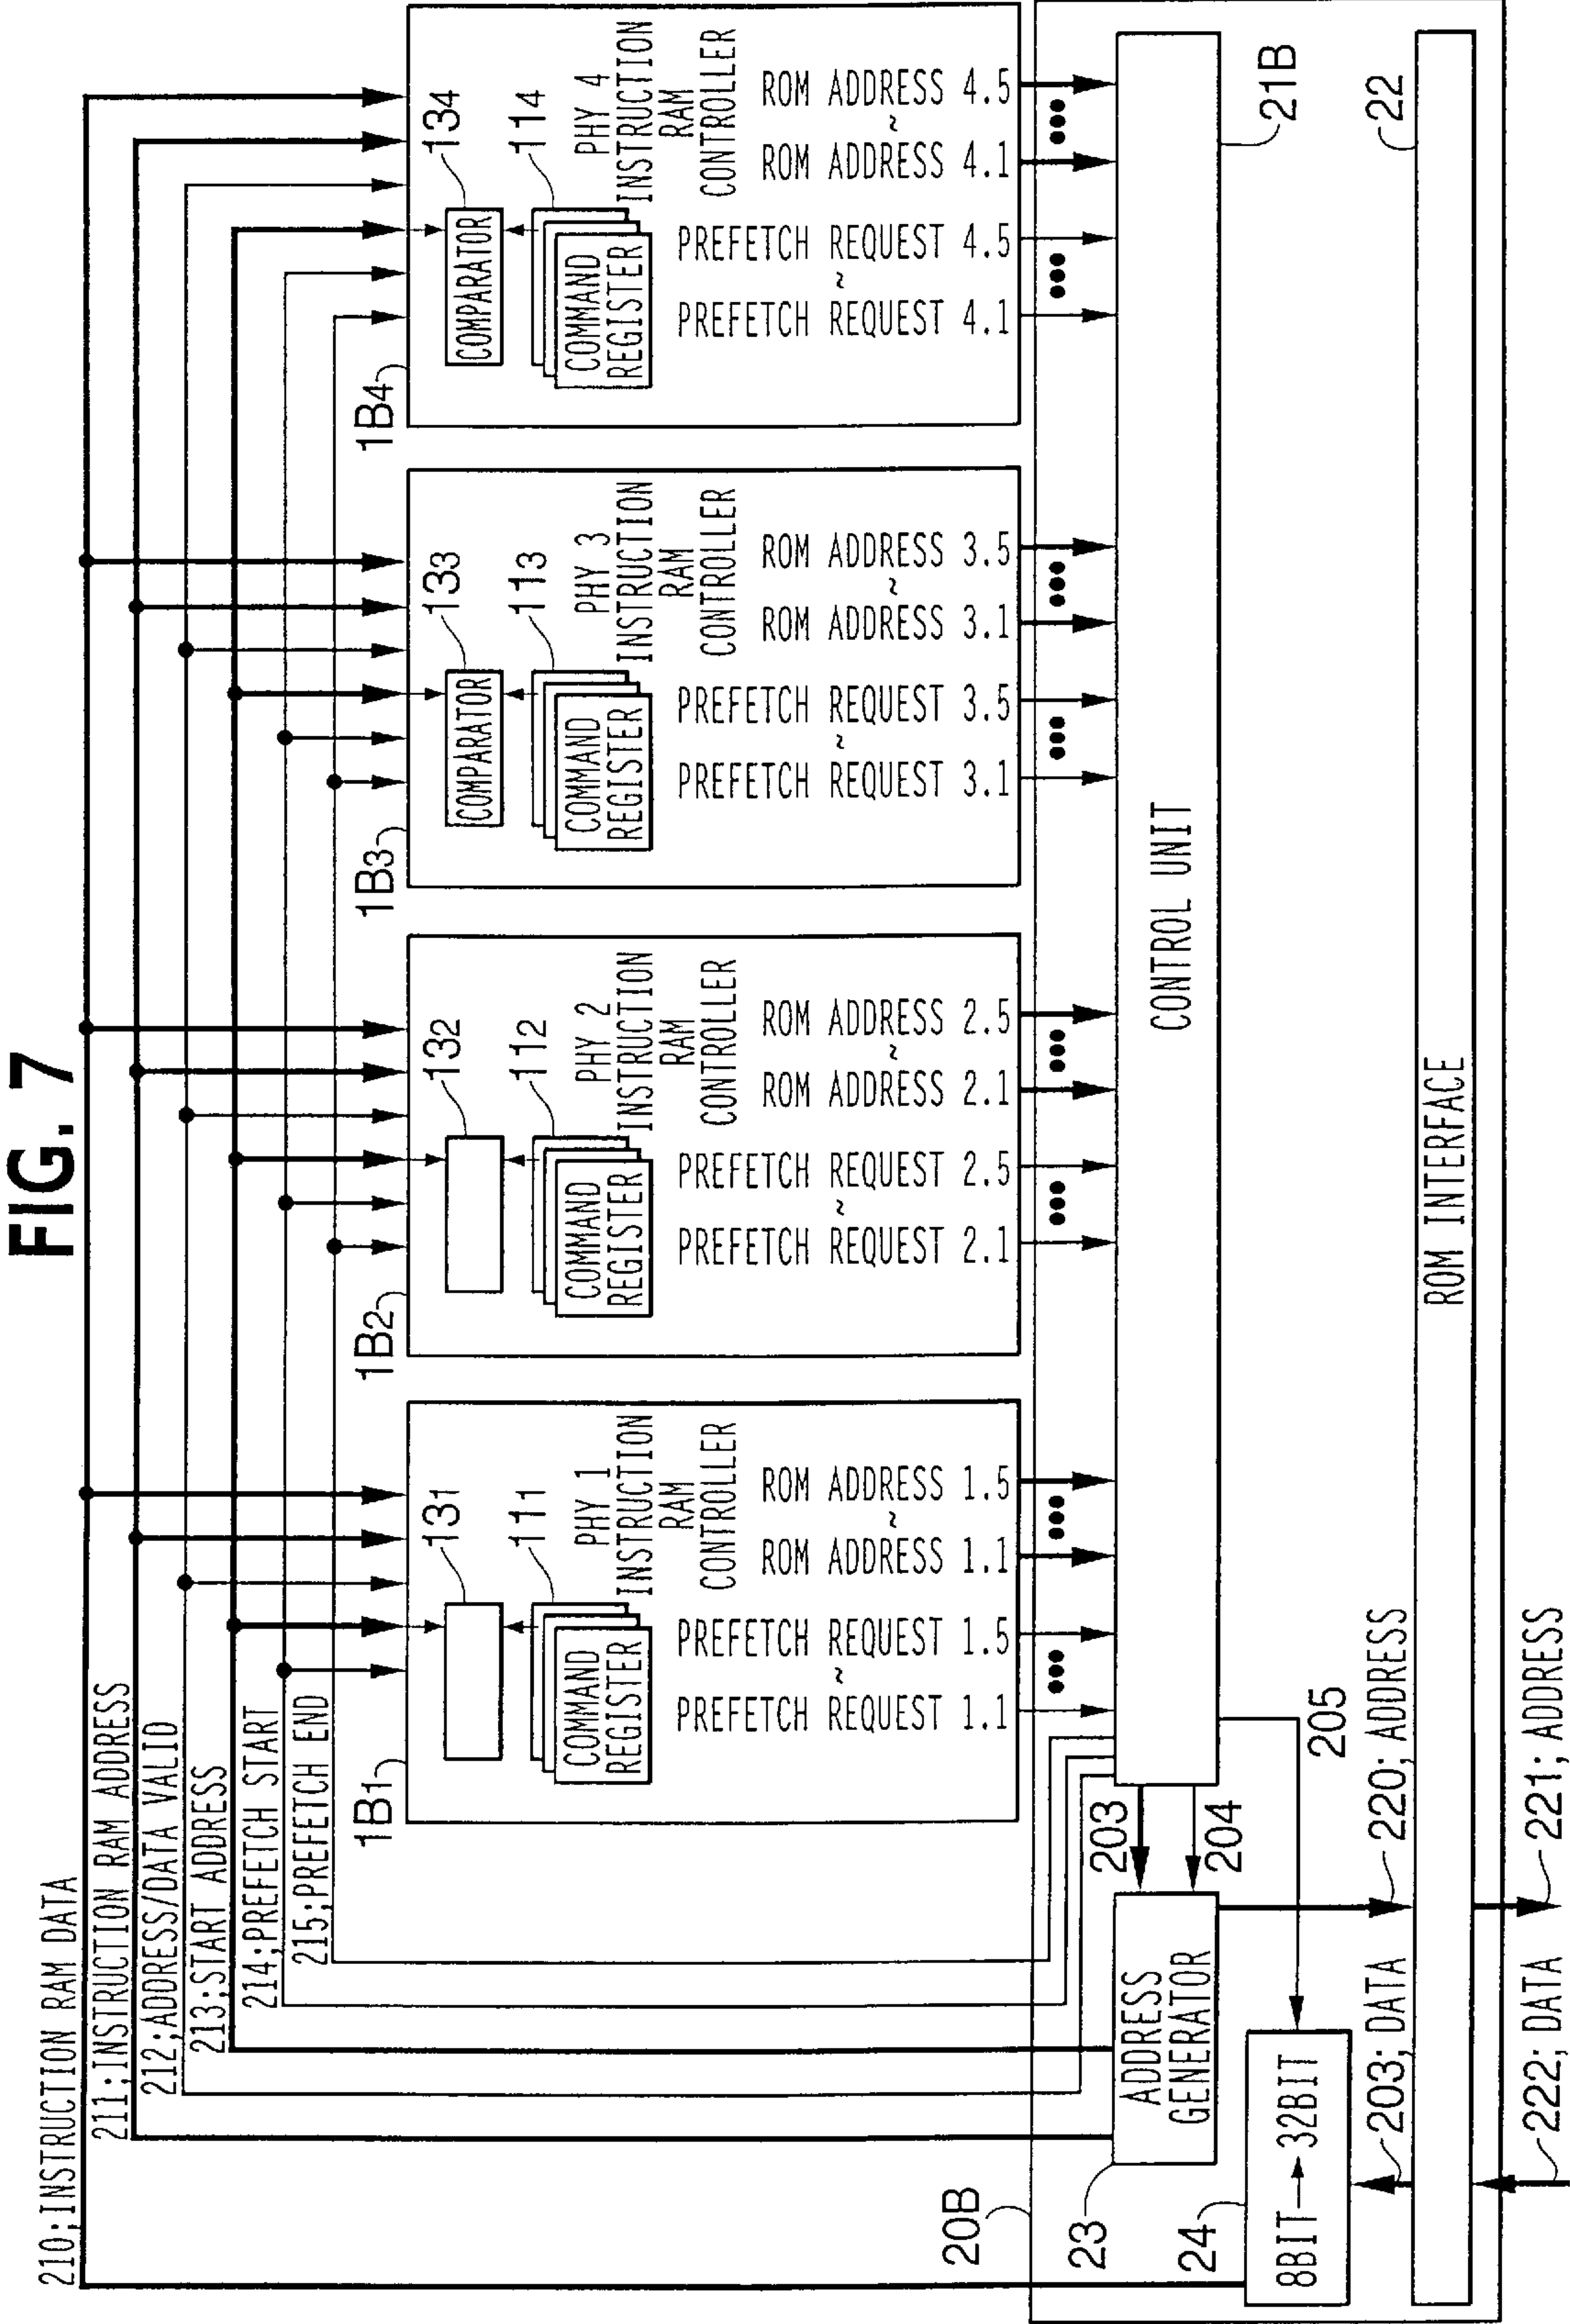 FIG. 7
210;INSTRUCTION RAM DATA
211;INSTRUCTION RAM ADDRESS
212;ADDRESS/DATA VALID
213;START ADDRESS
214;PREFETCH START
215;PREFETCH END
1B1
131
111
COMMAND
REGISTER
PHY 1
INSTRUCTION
RAM
CONTROLLER
PREFETCH REQUEST 1.1
~
PREFETCH REQUEST 1.5
ROM ADDRESS 1.1
~
ROM ADDRESS 1.5
1B2
132
112
COMMAND
REGISTER
PHY 2
INSTRUCTION
RAM
CONTROLLER
PREFETCH REQUEST 2.1
~
PREFETCH REQUEST 2.5
ROM ADDRESS 2.1
~
ROM ADDRESS 2.5
1B3
COMPARATOR
133
113
COMMAND
REGISTER
PHY 3
INSTRUCTION
RAM
CONTROLLER
PREFETCH REQUEST 3.1
~
PREFETCH REQUEST 3.5
ROM ADDRESS 3.1
~
ROM ADDRESS 3.5
1B4
COMPARATOR
134
114
COMMAND
REGISTER
PHY 4
INSTRUCTION
RAM
CONTROLLER
PREFETCH REQUEST 4.1
~
PREFETCH REQUEST 4.5
ROM ADDRESS 4.1
~
ROM ADDRESS 4.5
20B
23
ADDRESS
GENERATOR
203
204
CONTROL UNIT
21B
24
8BIT→32BIT
205
203; DATA
220; ADDRESS
ROM INTERFACE
22
222; DATA
221; ADDRESS